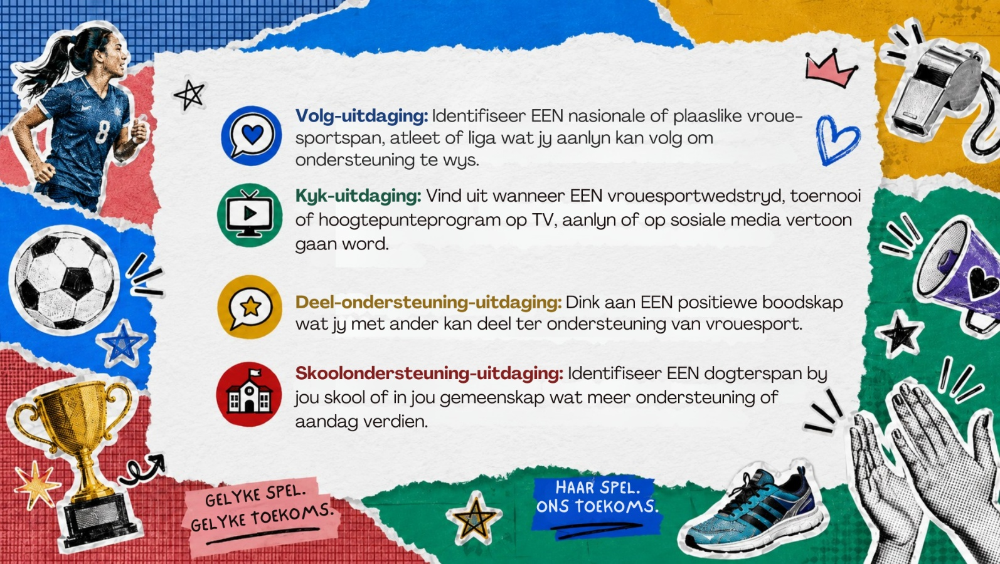 Volg-uitdaging: Identifiseer EEN nasionale of plaaslike vroue-
sportspan, atleet of liga wat jy aanlyn kan volg om
ondersteuning te wys.
Kyk-uitdaging: Vind uit wanneer EEN vrouesportwedstryd, toernooi
of hoogtepunteprogram op TV, aanlyn of op sosiale media vertoon
gaan word.
Deel-ondersteuning-uitdaging: Dink aan EEN positiewe boodskap
wat jy met ander kan deel ter ondersteuning van vrouesport.
Skoolondersteuning-uitdaging: Identifiseer EEN dogterspan by
jou skool of in jou gemeenskap wat meer ondersteuning of
aandag verdien.
8
GELYKE SPEL.
GELYKE TOEKOMS.
HAAR SPEL.
ONS TOEKOMS.